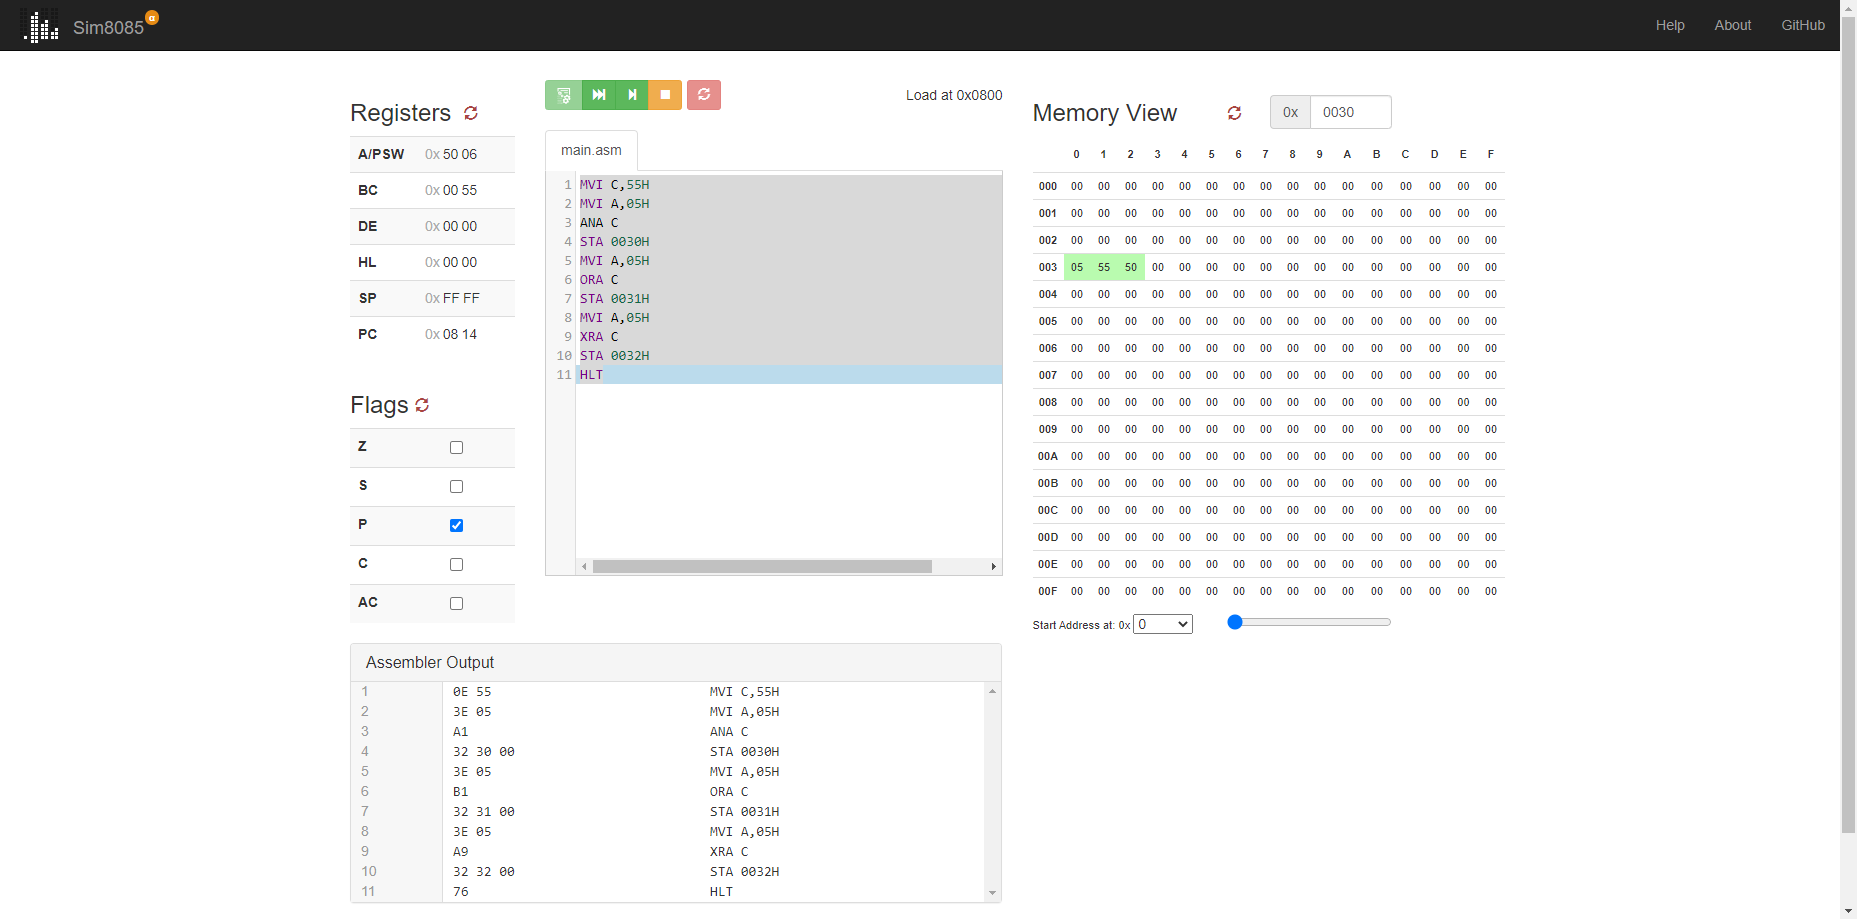 Sim8085 α
Help About GitHub
Registers
A/PSW 0x 50 06
BC 0x 00 55
DE 0x 00 00
HL 0x 00 00
SP 0x FF FF
PC 0x 08 14
Flags
Z
S
P
C
AC
Load at 0x0800
main.asm
1 MVI C,55H
2 MVI A,05H
3 ANA C
4 STA 0030H
5 MVI A,05H
6 ORA C
7 STA 0031H
8 MVI A,05H
9 XRA C
10 STA 0032H
11 HLT
Memory View 0x 0030
0 1 2 3 4 5 6 7 8 9 A B C D E F
000 00 00 00 00 00 00 00 00 00 00 00 00 00 00 00 00
001 00 00 00 00 00 00 00 00 00 00 00 00 00 00 00 00
002 00 00 00 00 00 00 00 00 00 00 00 00 00 00 00 00
003 05 55 50 00 00 00 00 00 00 00 00 00 00 00 00 00
004 00 00 00 00 00 00 00 00 00 00 00 00 00 00 00 00
005 00 00 00 00 00 00 00 00 00 00 00 00 00 00 00 00
006 00 00 00 00 00 00 00 00 00 00 00 00 00 00 00 00
007 00 00 00 00 00 00 00 00 00 00 00 00 00 00 00 00
008 00 00 00 00 00 00 00 00 00 00 00 00 00 00 00 00
009 00 00 00 00 00 00 00 00 00 00 00 00 00 00 00 00
00A 00 00 00 00 00 00 00 00 00 00 00 00 00 00 00 00
00B 00 00 00 00 00 00 00 00 00 00 00 00 00 00 00 00
00C 00 00 00 00 00 00 00 00 00 00 00 00 00 00 00 00
00D 00 00 00 00 00 00 00 00 00 00 00 00 00 00 00 00
00E 00 00 00 00 00 00 00 00 00 00 00 00 00 00 00 00
00F 00 00 00 00 00 00 00 00 00 00 00 00 00 00 00 00
Start Address at: 0x 0
Assembler Output
1 0E 55 MVI C,55H
2 3E 05 MVI A,05H
3 A1 ANA C
4 32 30 00 STA 0030H
5 3E 05 MVI A,05H
6 B1 ORA C
7 32 31 00 STA 0031H
8 3E 05 MVI A,05H
9 A9 XRA C
10 32 32 00 STA 0032H
11 76 HLT